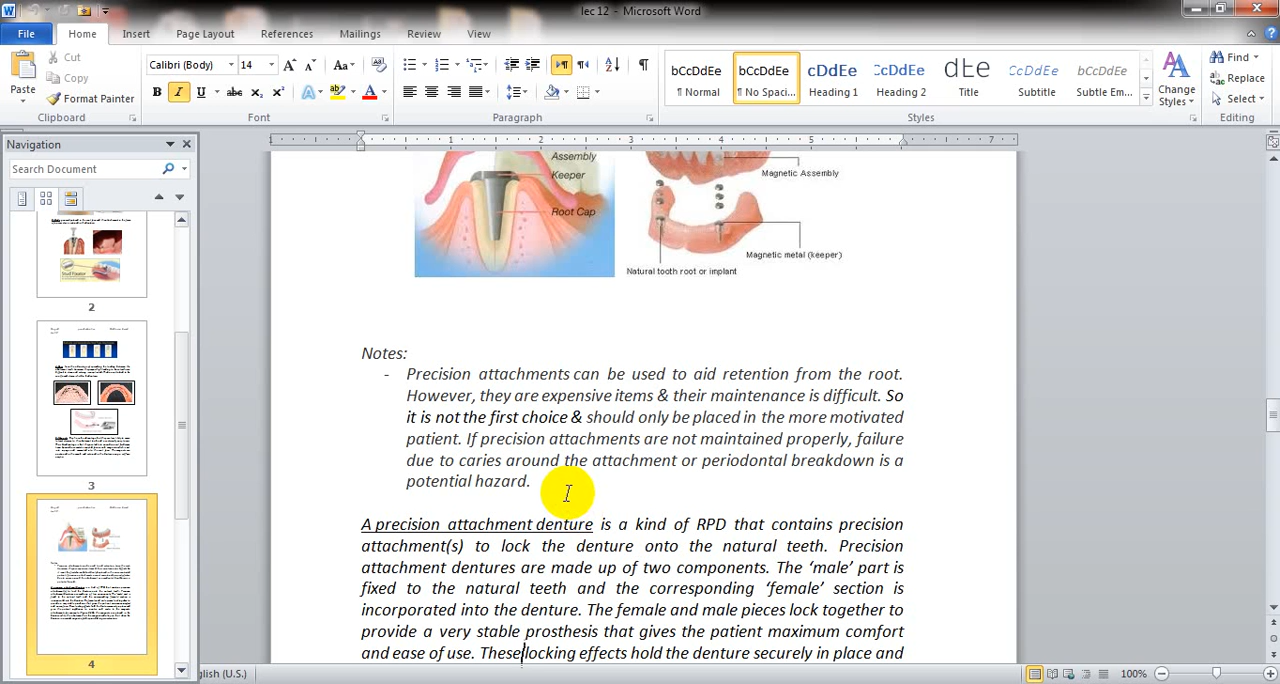 lec 12 - Microsoft Word
File Home Insert Page Layout References Mailings Review View
Cut
Copy
Format Painter
Paste
Clipboard
Calibri (Body) 14
Font
Paragraph
AaBbCcDdEe
¶ Normal
¶ No Spaci...
Heading 1
Heading 2
Title
Subtitle
Subtle Em...
Change
Styles
Styles
Find
Replace
Select
Editing
Navigation
Search Document
2
3
4
1 2 3 4 5 6 7
Assembly
Keeper
Root Cap
Magnetic Assembly
Magnetic metal (keeper)
Natural tooth root or implant
Notes:
- Precision attachments can be used to aid retention from the root.
However, they are expensive items & their maintenance is difficult. So
it is not the first choice & should only be placed in the more motivated
patient. If precision attachments are not maintained properly, failure
due to caries around the attachment or periodontal breakdown is a
potential hazard.
A precision attachment denture is a kind of RPD that contains precision
attachment(s) to lock the denture onto the natural teeth. Precision
attachment dentures are made up of two components. The ‘male’ part is
fixed to the natural teeth and the corresponding ‘female’ section is
incorporated into the denture. The female and male pieces lock together to
provide a very stable prosthesis that gives the patient maximum comfort
and ease of use. These locking effects hold the denture securely in place and
glish (U.S.)
100%